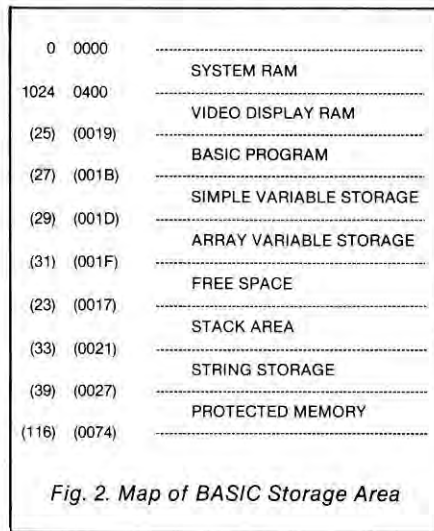 0 0000
SYSTEM RAM
1024 0400
VIDEO DISPLAY RAM
(25) (0019)
BASIC PROGRAM
(27) (001B)
SIMPLE VARIABLE STORAGE
(29) (001D)
ARRAY VARIABLE STORAGE
(31) (001F)
FREE SPACE
(23) (0017)
STACK AREA
(33) (0021)
STRING STORAGE
(39) (0027)
PROTECTED MEMORY
(116) (0074)
Fig. 2. Map of BASIC Storage Area